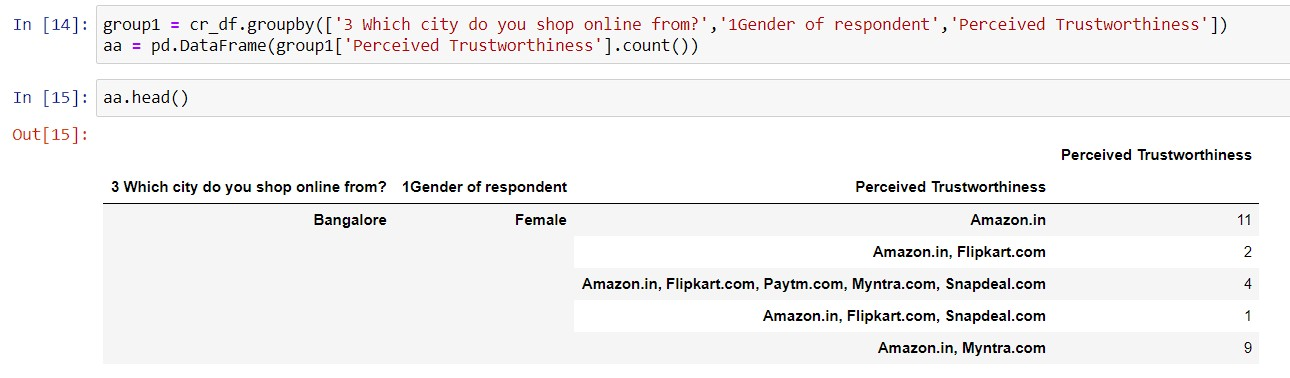 In [14]: group1 = cr_df.groupby(['3 Which city do you shop online from?','1Gender of respondent','Perceived Trustworthiness'])
aa = pd.DataFrame(group1['Perceived Trustworthiness'].count())
In [15]: aa.head()
Out[15]:
Perceived Trustworthiness
3 Which city do you shop online from? 1Gender of respondent Perceived Trustworthiness
Bangalore Female Amazon.in 11
Amazon.in, Flipkart.com 2
Amazon.in, Flipkart.com, Paytm.com, Myntra.com, Snapdeal.com 4
Amazon.in, Flipkart.com, Snapdeal.com 1
Amazon.in, Myntra.com 9